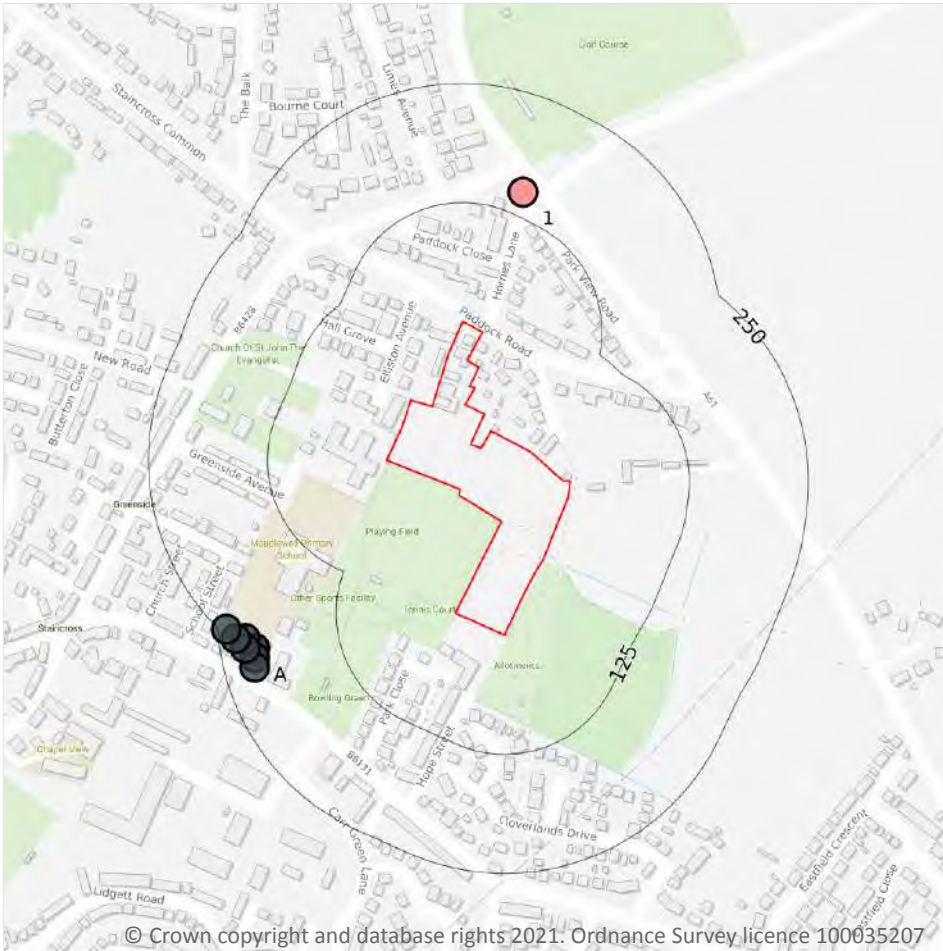 Golf Course
The Balk
Limes Avenue
Bourne Court
Staincross Common
1
Paddock Close
Hornes Lane
Park View Road
250
Paddock Road
Hall Grove
Elliston Avenue
B6428
Church Of St John The
Evangelist
New Road
A61
Butterton Close
Greenside Avenue
Greenside
Playing Field
Mapplewell Primary
School
Church Street
School Street
Other Sports Facility
Tennis Court
Staincross
A
Allotments
125
Bowling Green
Park Close
Hope Street
Chapel View
B6131
Carr Green Lane
Cloverlands Drive
Eastfield Crescent
Eastfield Close
Lidgett Road
© Crown copyright and database rights 2021. Ordnance Survey licence 100035207